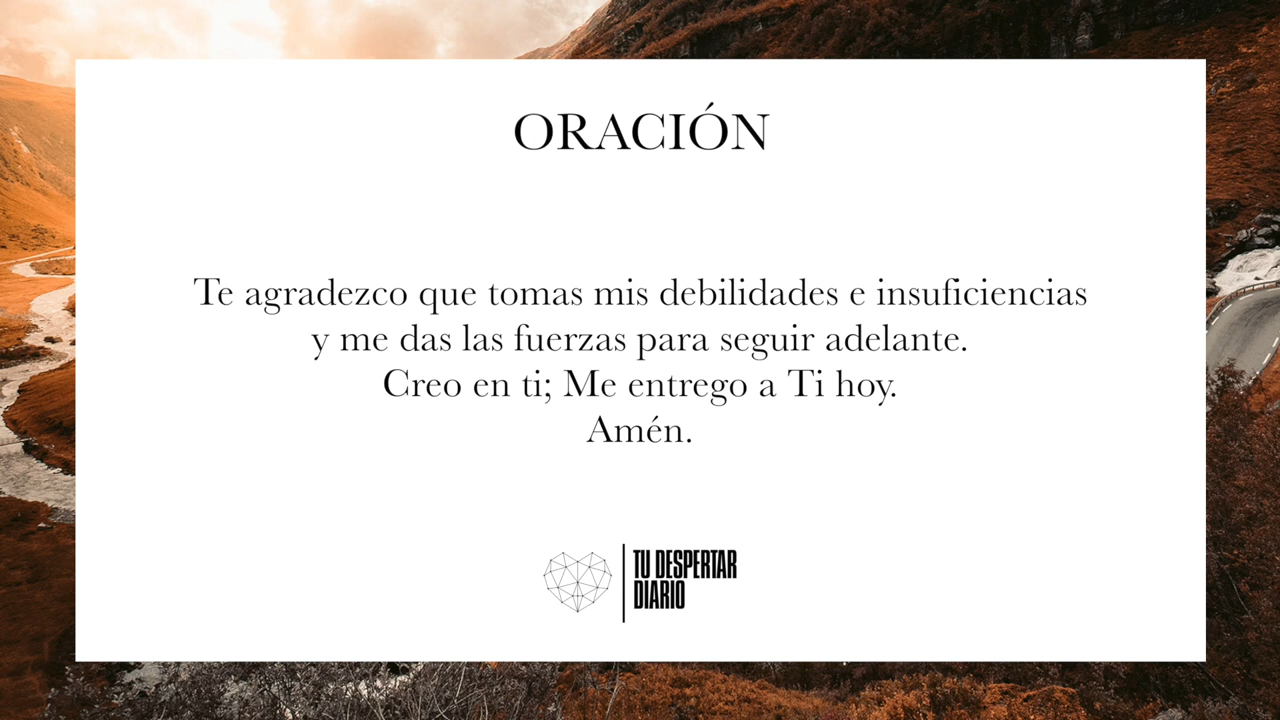 ORACIÓN
Te agradezco que tomas mis debilidades e insuficiencias
y me das las fuerzas para seguir adelante.
Creo en ti; Me entrego a Ti hoy.
Amén.
TU DESPERTAR
DIARIO